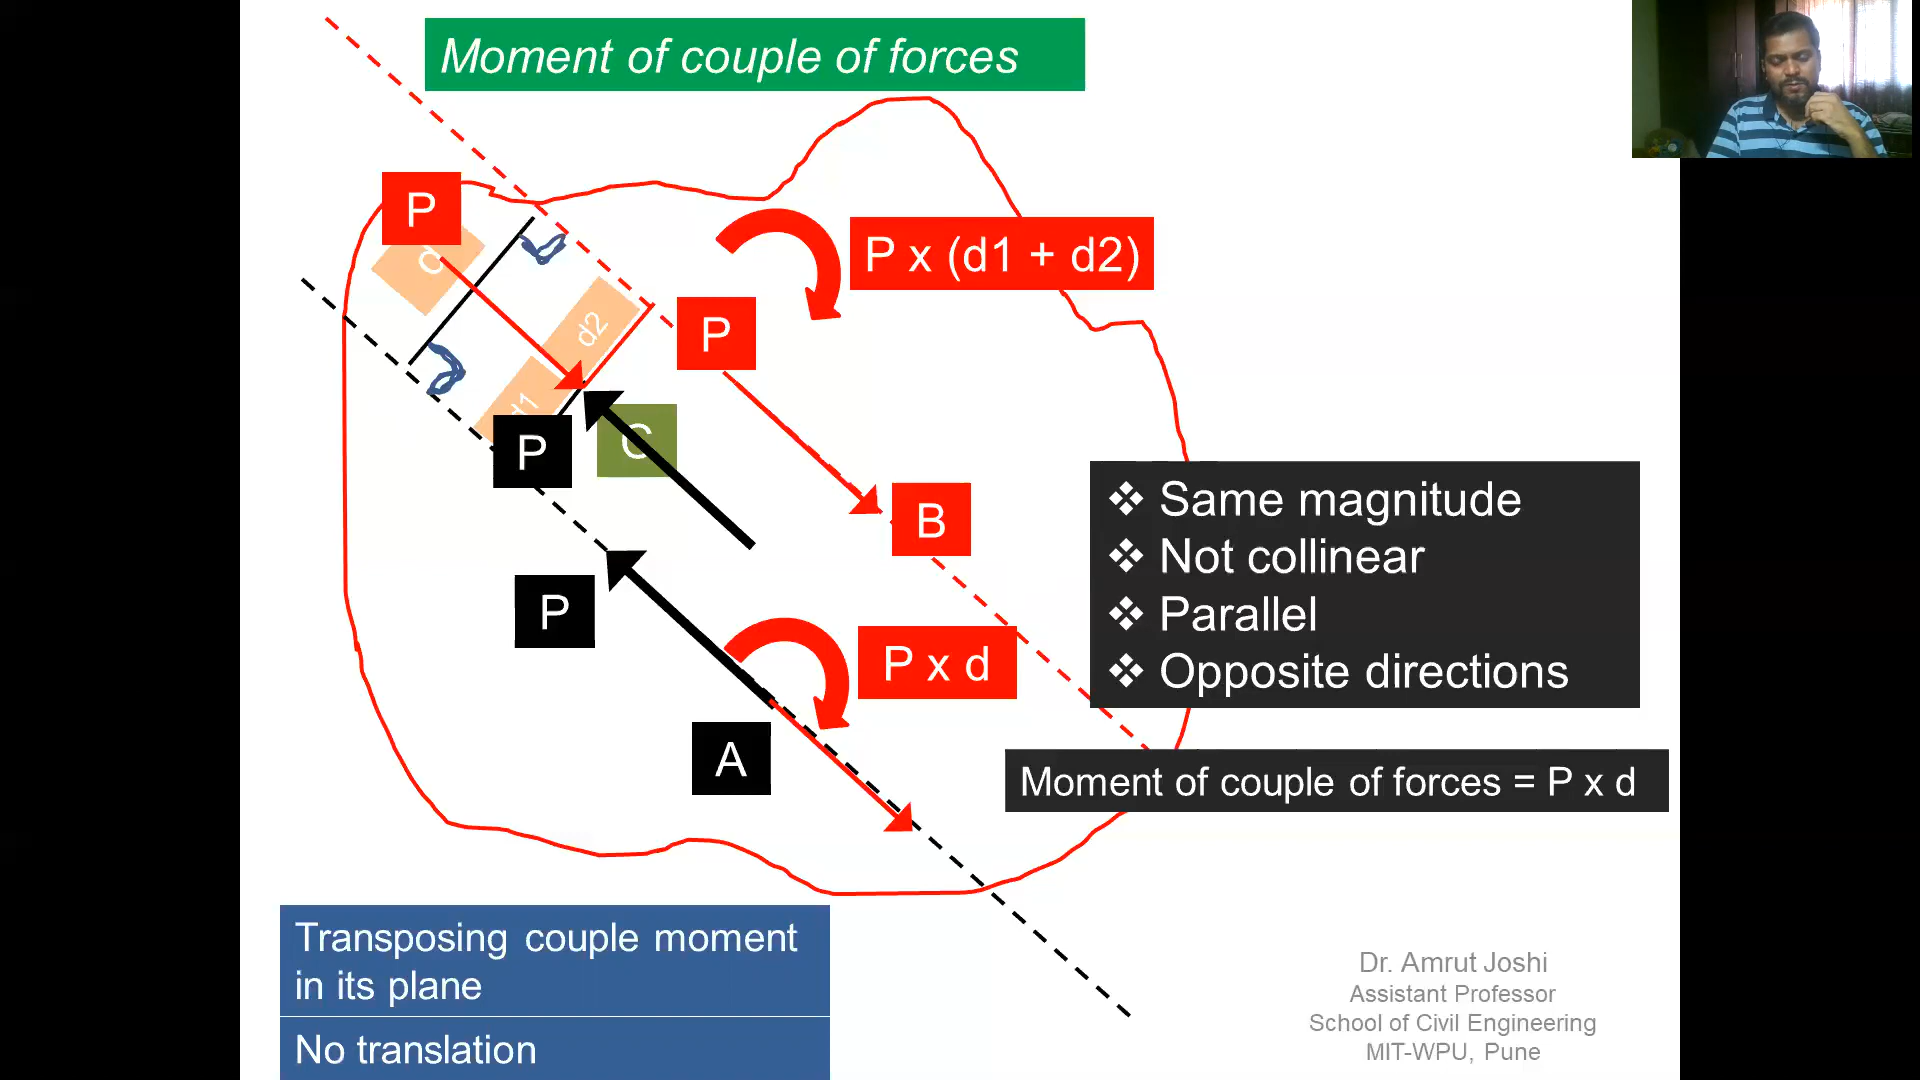 Moment of couple of forces
P
d
P x (d1 + d2)
d2
P
d1
P
C
Same magnitude
B
Not collinear
P
Parallel
P x d
Opposite directions
A
Moment of couple of forces = P x d
Transposing couple moment
in its plane
No translation
Dr. Amrut Joshi
Assistant Professor
School of Civil Engineering
MIT-WPU, Pune